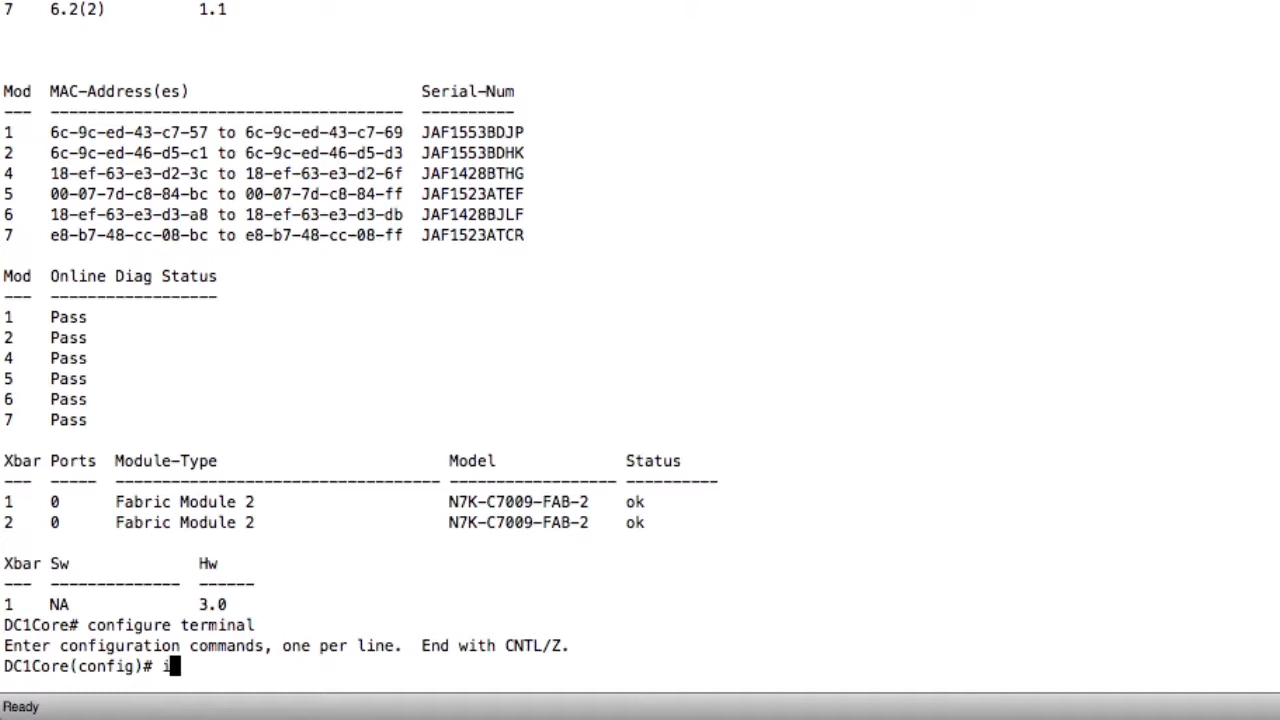 7    6.2(2)          1.1
Mod  MAC-Address(es)                         Serial-Num
---  --------------------------------------  ----------
1    6c-9c-ed-43-c7-57 to 6c-9c-ed-43-c7-69  JAF1553BDJP
2    6c-9c-ed-46-d5-c1 to 6c-9c-ed-46-d5-d3  JAF1553BDHK
4    18-ef-63-e3-d2-3c to 18-ef-63-e3-d2-6f  JAF1428BTHG
5    00-07-7d-c8-84-bc to 00-07-7d-c8-84-ff  JAF1523ATEF
6    18-ef-63-e3-d3-a8 to 18-ef-63-e3-d3-db  JAF1428BJLF
7    e8-b7-48-cc-08-bc to e8-b7-48-cc-08-ff  JAF1523ATCR
Mod  Online Diag Status
---  ------------------
1    Pass
2    Pass
4    Pass
5    Pass
6    Pass
7    Pass
Xbar Ports  Module-Type                         Model              Status
---  -----  ----------------------------------- ------------------ ----------
1    0      Fabric Module 2                     N7K-C7009-FAB-2    ok
2    0      Fabric Module 2                     N7K-C7009-FAB-2    ok
Xbar Sw              Hw
---  --------------  ------
1    NA              3.0
DC1Core# configure terminal
Enter configuration commands, one per line.  End with CNTL/Z.
DC1Core(config)# i
Ready